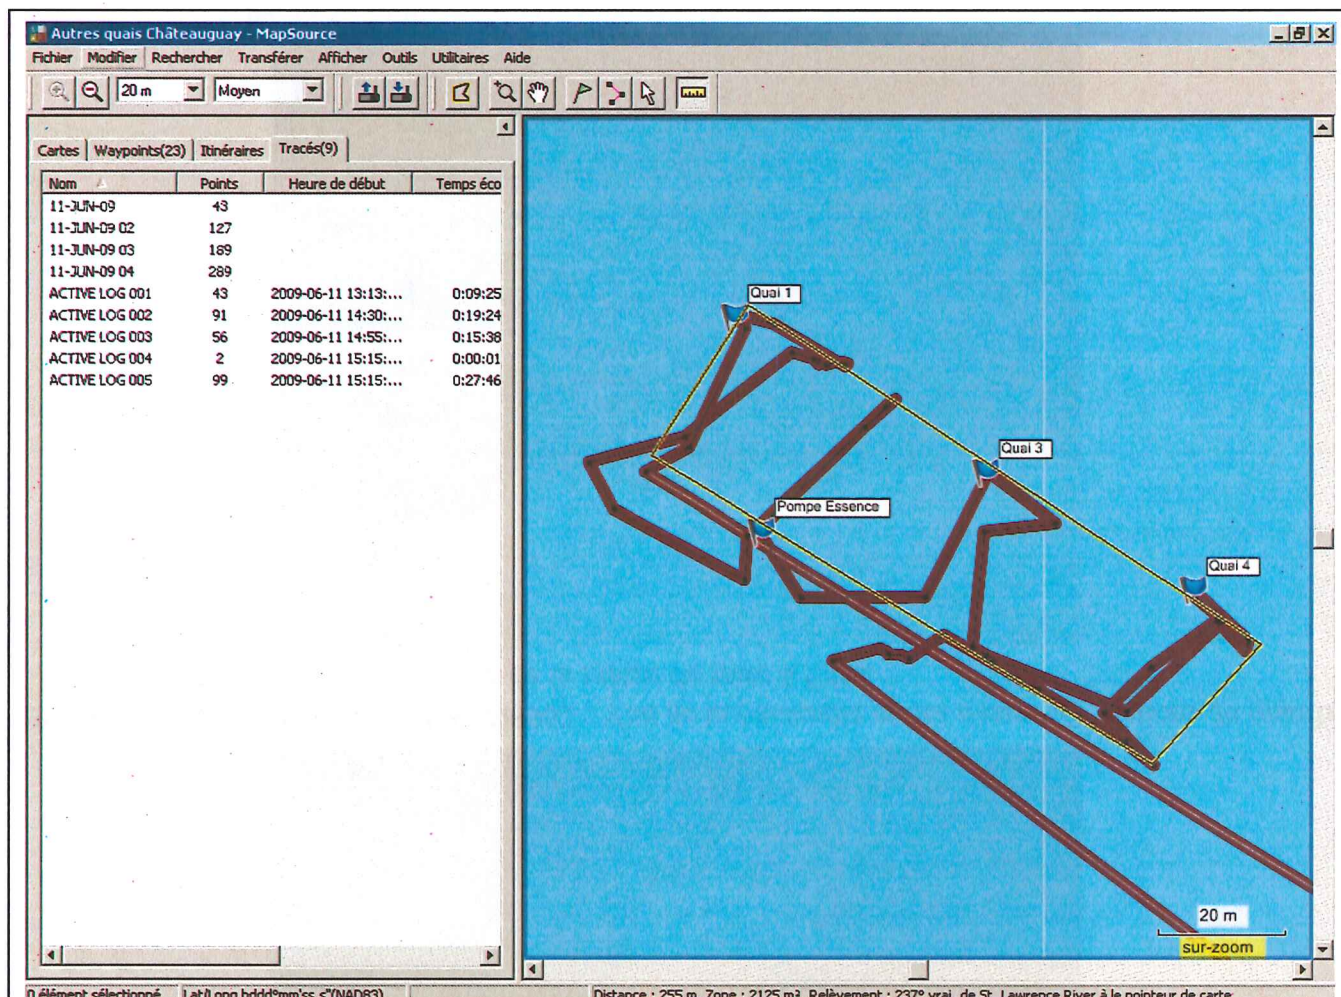 Autres quais Châteauguay - MapSource
Fichier Modifier Rechercher Transférer Afficher Outils Utilitaires Aide
20 m Moyen
Cartes Waypoints(23) Itinéraires Tracés(9)
Nom Points Heure de début Temps éco
11-JUN-09 43
11-JUN-09 02 127
11-JUN-09 03 189
11-JUN-09 04 289
ACTIVE LOG 001 43 2009-06-11 13:13:... 0:09:25
ACTIVE LOG 002 91 2009-06-11 14:30:... 0:19:24
ACTIVE LOG 003 56 2009-06-11 14:55:... 0:15:38
ACTIVE LOG 004 2 2009-06-11 15:15:... 0:00:01
ACTIVE LOG 005 99 2009-06-11 15:15:... 0:27:46
Quai 1
Quai 3
Pompe Essence
Quai 4
20 m
sur-zoom
0 élément sélectionné Lat/Long hddd°mm'ss.s"(NAD83) Distance : 255 m, Zone : 2125 m², Relèvement : 237° vrai, de St. Lawrence River à le pointeur de carte